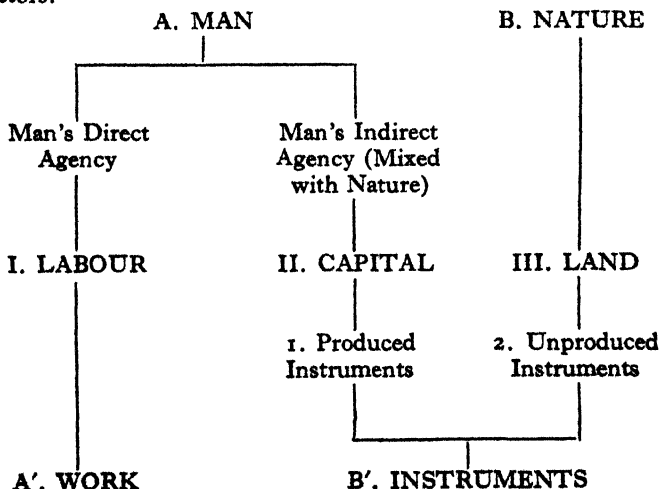 A. MAN
B. NATURE
Man's Direct
Agency
Man's Indirect
Agency (Mixed
with Nature)
I. LABOUR
II. CAPITAL
III. LAND
1. Produced
Instruments
2. Unproduced
Instruments
A′. WORK
B′. INSTRUMENTS